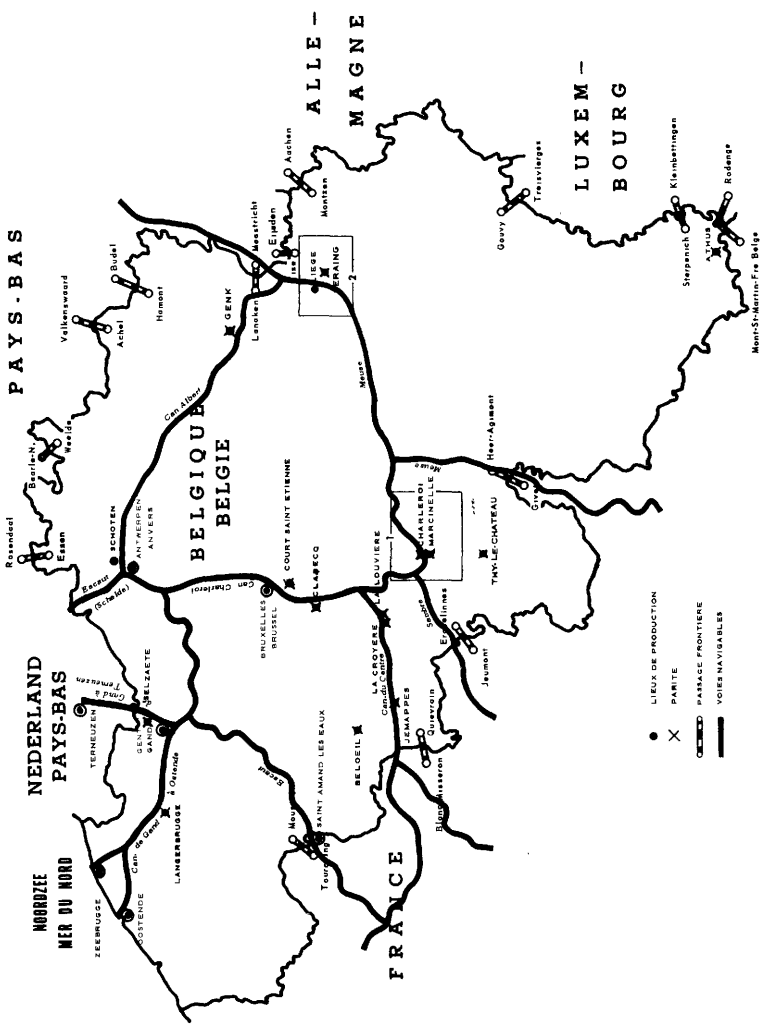 NOORDZEE
MER DU NORD
NEDERLAND
PAYS-BAS
PAYS-BAS
ALLE-
MAGNE
LUXEM-
BOURG
FRANCE
BELGIQUE
BELGIE
ZEEBRUGGE
OOSTENDE
Can. de Gand à Ostende
LANGERBRUGGE
TERNEUZEN
Gand à
Terneuzen
SELZAETE
GENT
GAND
Escaut
(Schelde)
Rosendaal
Essen
SCHOTEN
ANTWERPEN
ANVERS
Baarle-N.
Weelde
Valkenswaard
Achel
Budel
Hamont
Can Albert
GENK
Lanaken
Maastricht
Eijsden
Aachen
Montzen
LIEGE
2
Meuse
BRUXELLES
BRUSSEL
Can Charleroi
COURT SAINT ETIENNE
CLABECQ
Escaut
SAINT AMAND LES EAUX
BELOEIL
LA CROYERE
Can. du Centre
JEMAPPES
Quievrain
Blanc Misseron
1
CHARLEROI
MARCINELLE
Sambre
Erquelinnes
Jeumont
THY-LE-CHATEAU
Meuse
Heer-Agimont
Givet
Gouvy
Troisvierges
Kleinbettingen
Sterpenich
ATHUS
Rodange
Mont-St-Martin-Fre Belge
LIEUX DE PRODUCTION
PARITE
PASSAGE FRONTIERE
VOIES NAVIGABLES